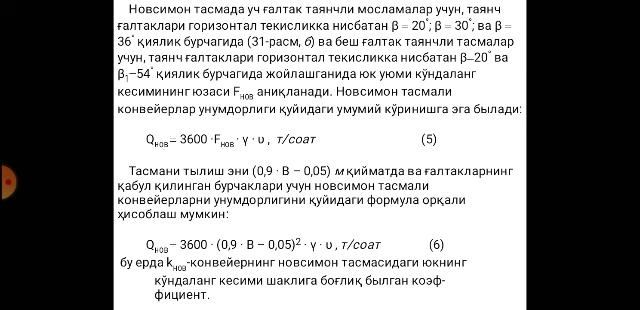 Новсимон тасмада уч ғалтак таянчли мосламалар учун, таянч
ғалтаклари горизонтал текисликка нисбатан β = 20°; β = 30°; ва β =
36° қиялик бурчагида (31-расм, б) ва беш ғалтак таянчли тасмалар
учун, таянч ғалтаклари горизонтал текисликка нисбатан β–20° ва
β₁–54° қиялик бурчагида жойлашганида юк уюми кўндаланг
кесимининг юзаси Fнов аниқланади. Новсимон тасмали
конвейерлар унумдорлиги қуйидаги умумий кўринишга эга былади:
Qнов = 3600 ·Fнов · γ · υ , т/соат (5)
Тасмани тылиш эни (0,9 · B – 0,05) м қийматда ва ғалтакларнинг
қабул қилинган бурчаклари учун новсимон тасмали
конвейерларни унумдорлигини қуйидаги формула орқали
ҳисоблаш мумкин:
Qнов – 3600 · (0,9 · B – 0,05)² · γ · υ , т/соат (6)
бу ерда kнов-конвейернинг новсимон тасмасидаги юкнинг
кўндаланг кесими шаклига боғлиқ былган коэф-
фициент.